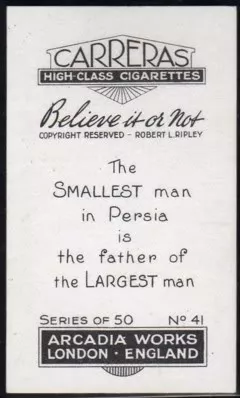 CARRERAS
HIGH-CLASS CIGARETTES
Believe it or Not
COPYRIGHT RESERVED - ROBERT L. RIPLEY
The
SMALLEST man
in Persia
is
the father of
the LARGEST man
SERIES OF 50 No 41
ARCADIA WORKS
LONDON · ENGLAND